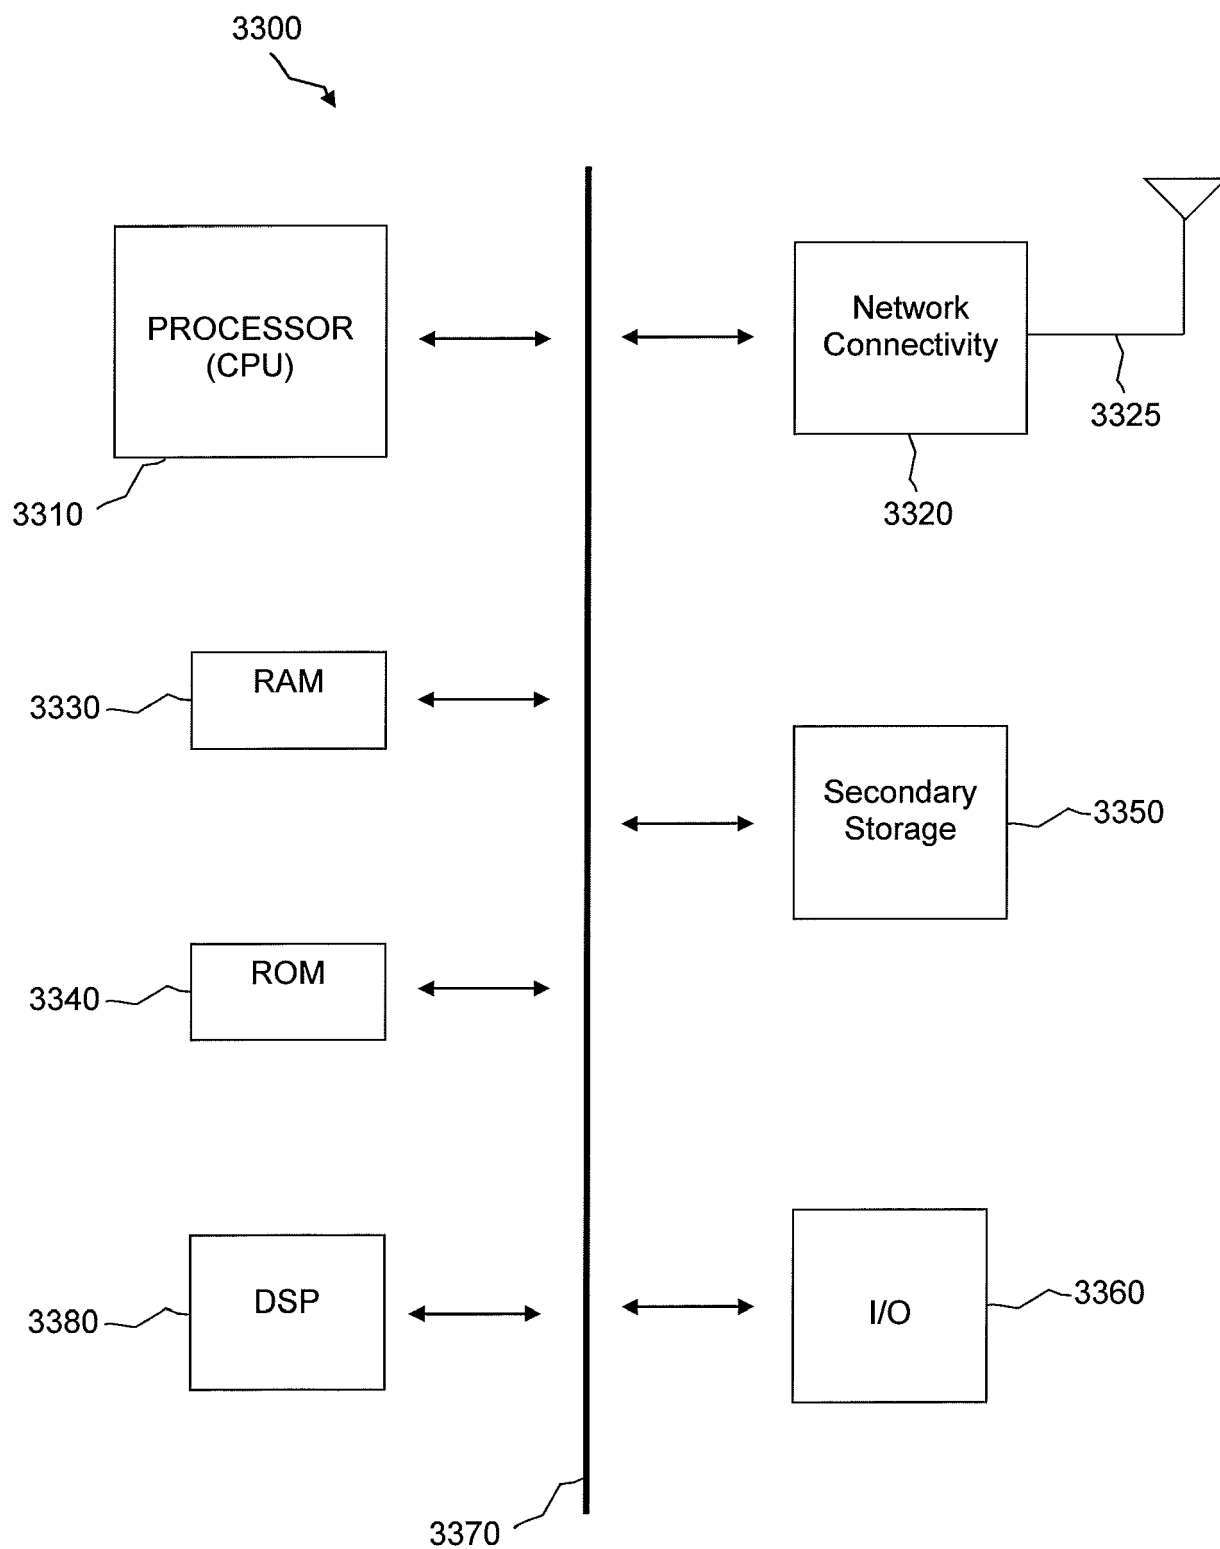 3300
PROCESSOR
(CPU)
3310
Network
Connectivity
3325
3320
RAM
3330
Secondary
Storage
3350
ROM
3340
DSP
3380
I/O
3360
3370